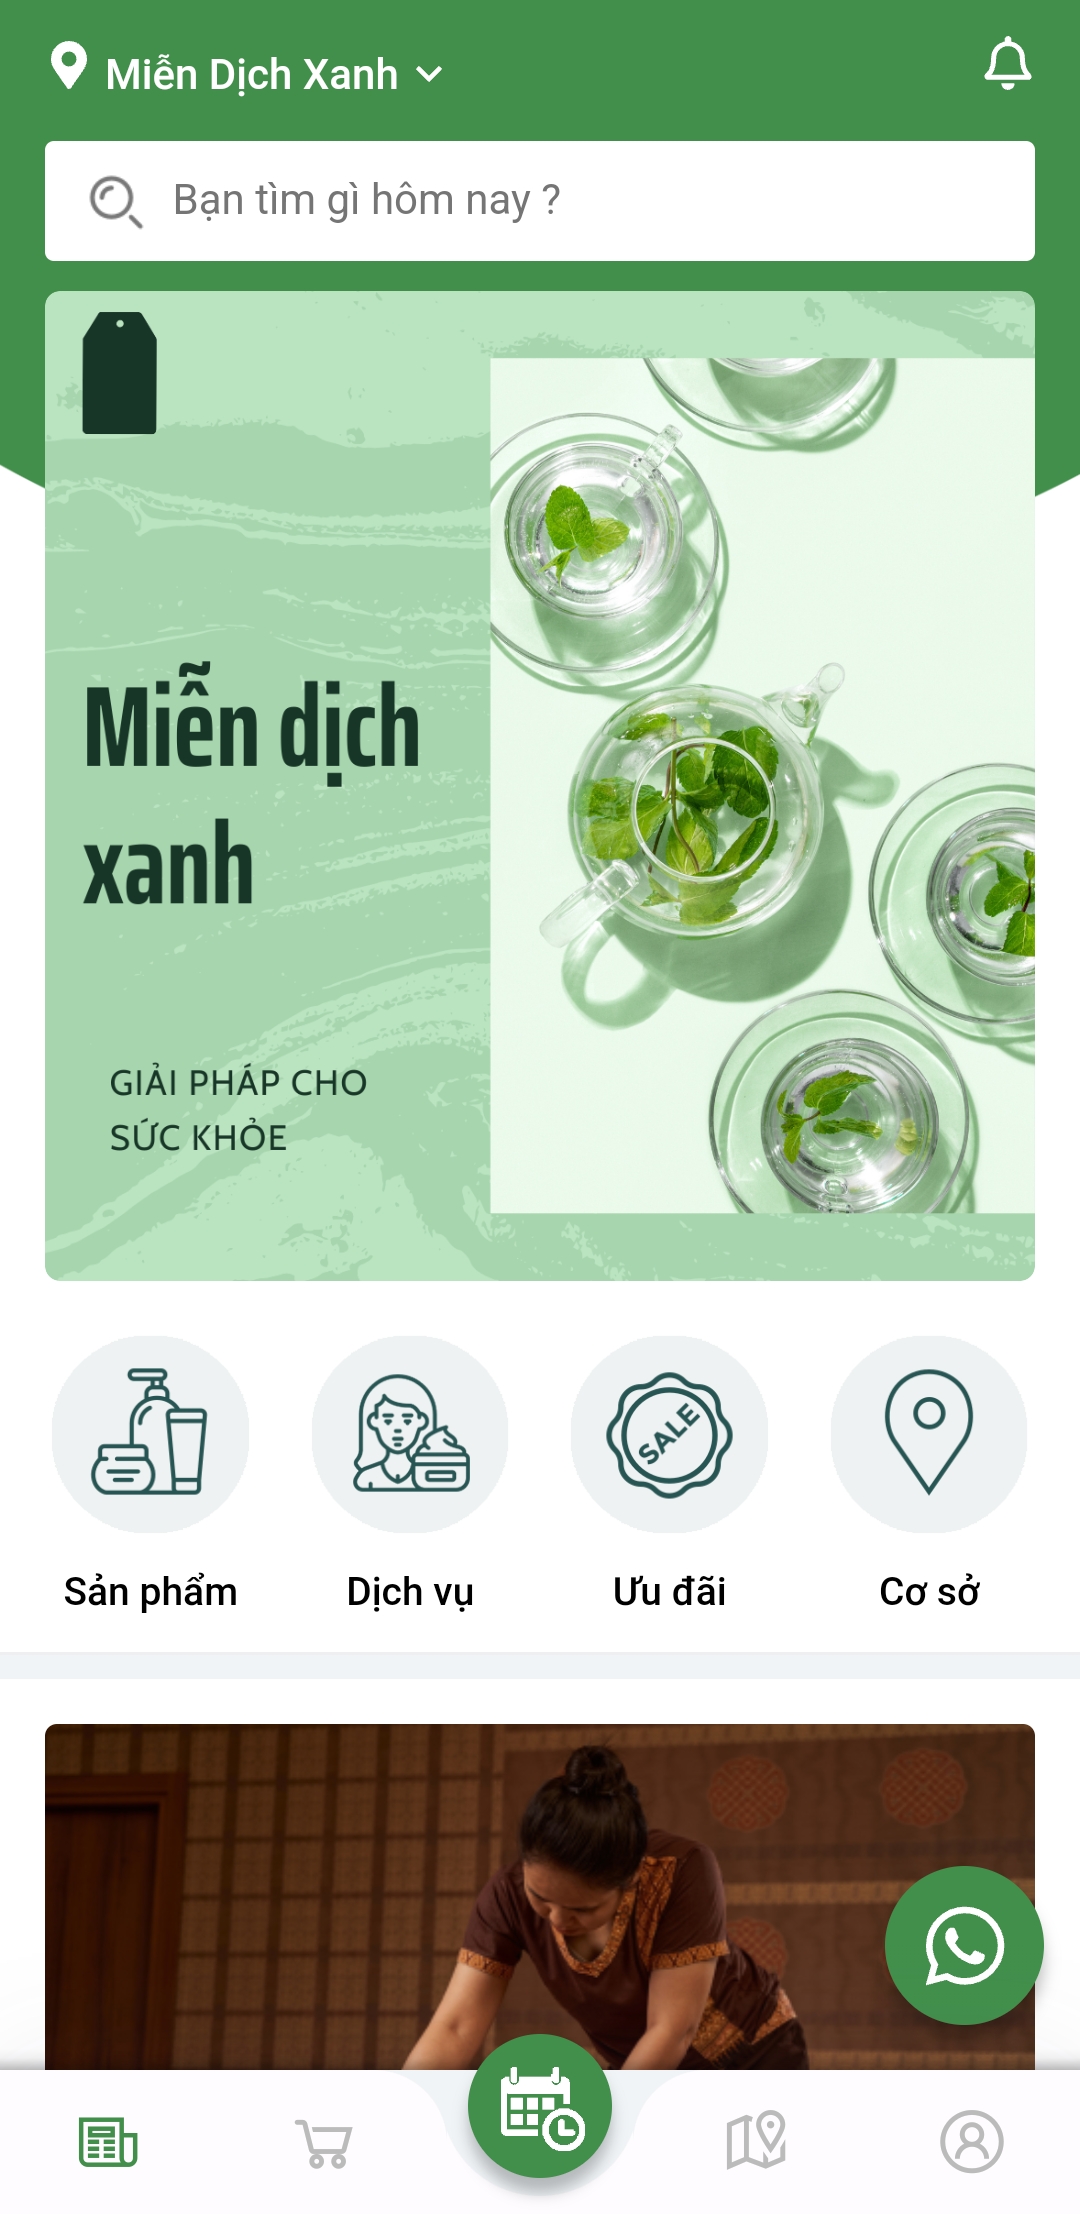 Miễn Dịch Xanh
Bạn tìm gì hôm nay ?
Miễn dịch
xanh
GIẢI PHÁP CHO
SỨC KHỎE
SALE
Sản phẩm
Dịch vụ
Ưu đãi
Cơ sở